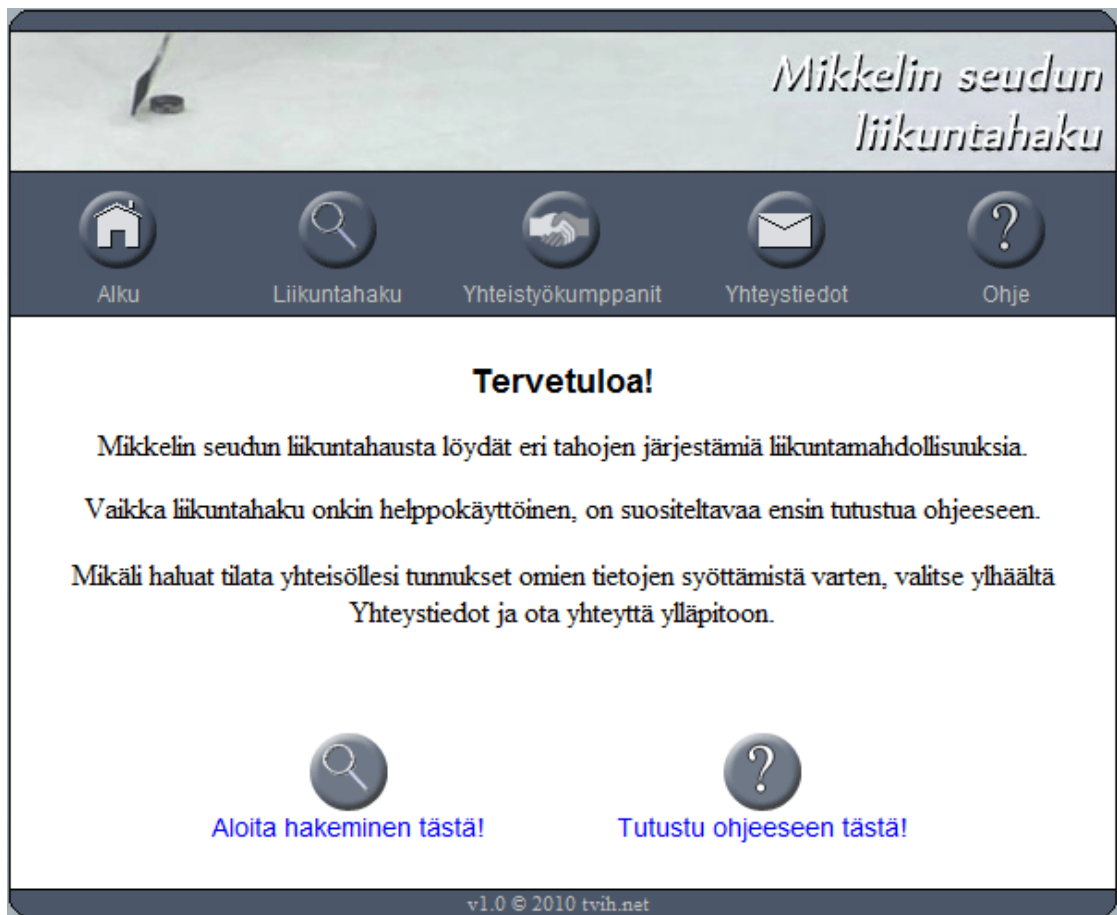 Mikkelin seudun
liikuntahaku
Alku
Liikuntahaku
Yhteistyökumppanit
Yhteystiedot
Ohje
Tervetuloa!
Mikkelin seudun liikuntahausta löydät eri tahojen järjestämiä liikuntamahdollisuuksia.
Vaikka liikuntahaku onkin helppokäyttöinen, on suositeltavaa ensin tutustua ohjeeseen.
Mikäli haluat tilata yhteisöllesi tunnukset omien tietojen syöttämistä varten, valitse ylhäältä
Yhteystiedot ja ota yhteyttä ylläpitoon.
Aloita hakeminen tästä!
Tutustu ohjeeseen tästä!
v1.0 © 2010 tvih.net